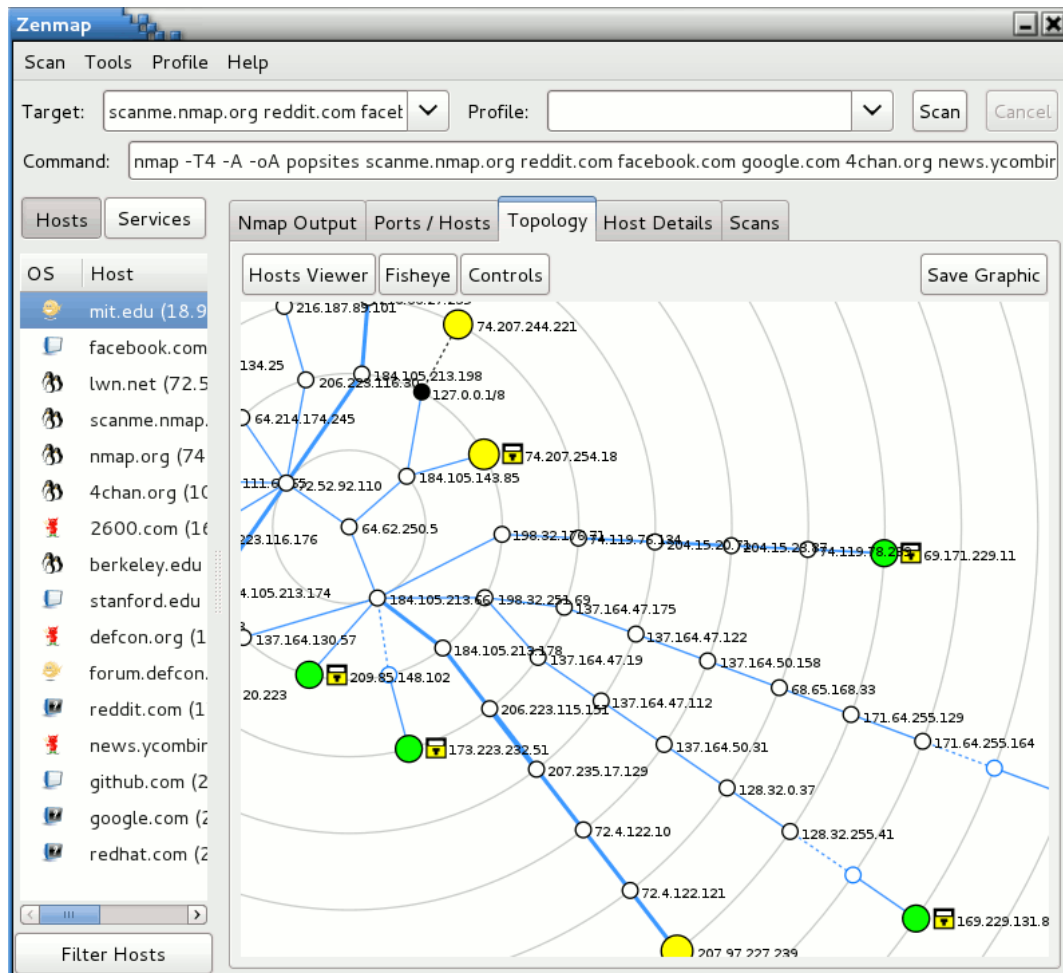 Zenmap
Scan Tools Profile Help
Target: scanme.nmap.org reddit.com faceb Profile: Scan Cancel
Command: nmap -T4 -A -oA popsites scanme.nmap.org reddit.com facebook.com google.com 4chan.org news.ycombir
Hosts Services
Nmap Output Ports / Hosts Topology Host Details Scans
OS Host
Hosts Viewer Fisheye Controls Save Graphic
mit.edu (18.9
facebook.com
lwn.net (72.5
scanme.nmap.
nmap.org (74
4chan.org (10
2600.com (16
berkeley.edu
stanford.edu
defcon.org (1
forum.defcon.
reddit.com (1
news.ycombir
github.com (2
google.com (2
redhat.com (2
Filter Hosts
216.187.89.101
74.207.244.221
134.25
206.223.116.30
184.105.213.198
127.0.0.1/8
64.214.174.245
74.207.254.18
184.105.143.85
72.52.92.110
64.62.250.5
223.116.176
198.32.176.71
74.119.76.134
204.15.20.71
204.15.23.87
69.171.229.11
4.105.213.174
184.105.213.66
198.32.251.69
137.164.47.175
137.164.130.57
137.164.47.122
184.105.213.178
137.164.47.19
137.164.50.158
209.85.148.102
20.223
68.65.168.33
137.164.47.112
206.223.115.151
171.64.255.129
171.64.255.164
173.223.232.51
137.164.50.31
207.235.17.129
128.32.0.37
72.4.122.10
128.32.255.41
72.4.122.121
169.229.131.8
207.97.227.239